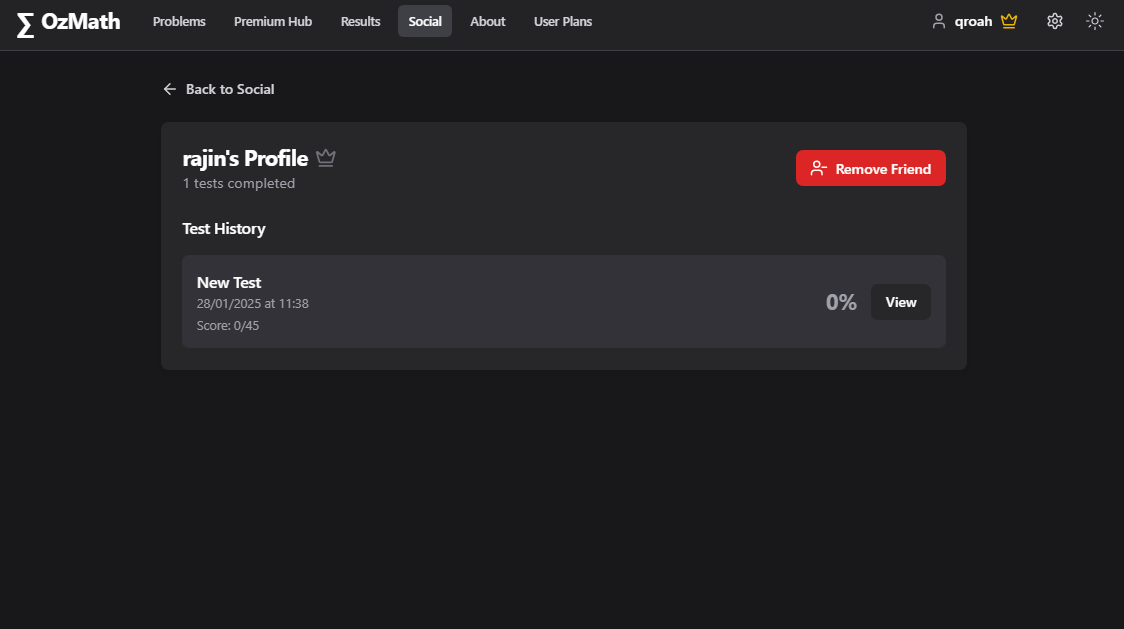 ∑ OzMath Problems Premium Hub Results Social About User Plans qroah
Back to Social
rajin's Profile
1 tests completed
Remove Friend
Test History
New Test
28/01/2025 at 11:38
Score: 0/45
0%
View